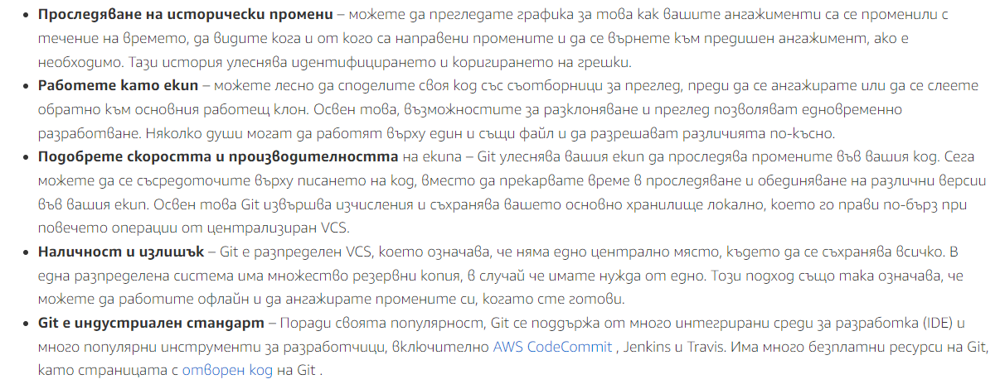 • Проследяване на исторически промени – можете да прегледате графика за това как вашите ангажименти са се променили с
течение на времето, да видите кога и от кого са направени промените и да се върнете към предишен ангажимент, ако е
необходимо. Тази история улеснява идентифицирането и коригирането на грешки.
• Работете като екип – можете лесно да споделите своя код със съотборници за преглед, преди да се ангажирате или да се слеете
обратно към основния работещ клон. Освен това, възможностите за разклоняване и преглед позволяват едновременно
разработване. Няколко души могат да работят върху един и същи файл и да разрешават различията по-късно.
• Подобрете скоростта и производителността на екипа – Git улеснява вашия екип да проследява промените във вашия код. Сега
можете да се съсредоточите върху писането на код, вместо да прекарвате време в проследяване и обединяване на различни версии
във вашия екип. Освен това Git извършва изчисления и съхранява вашето основно хранилище локално, което го прави по-бърз при
повечето операции от централизиран VCS.
• Наличност и излишък – Git е разпределен VCS, което означава, че няма едно централно място, където да се съхранява всичко. В
една разпределена система има множество резервни копия, в случай че имате нужда от едно. Този подход също така означава, че
можете да работите офлайн и да ангажирате промените си, когато сте готови.
• Git е индустриален стандарт – Поради своята популярност, Git се поддържа от много интегрирани среди за разработка (IDE) и
много популярни инструменти за разработчици, включително AWS CodeCommit , Jenkins и Travis. Има много безплатни ресурси на Git,
като страницата с отворен код на Git .